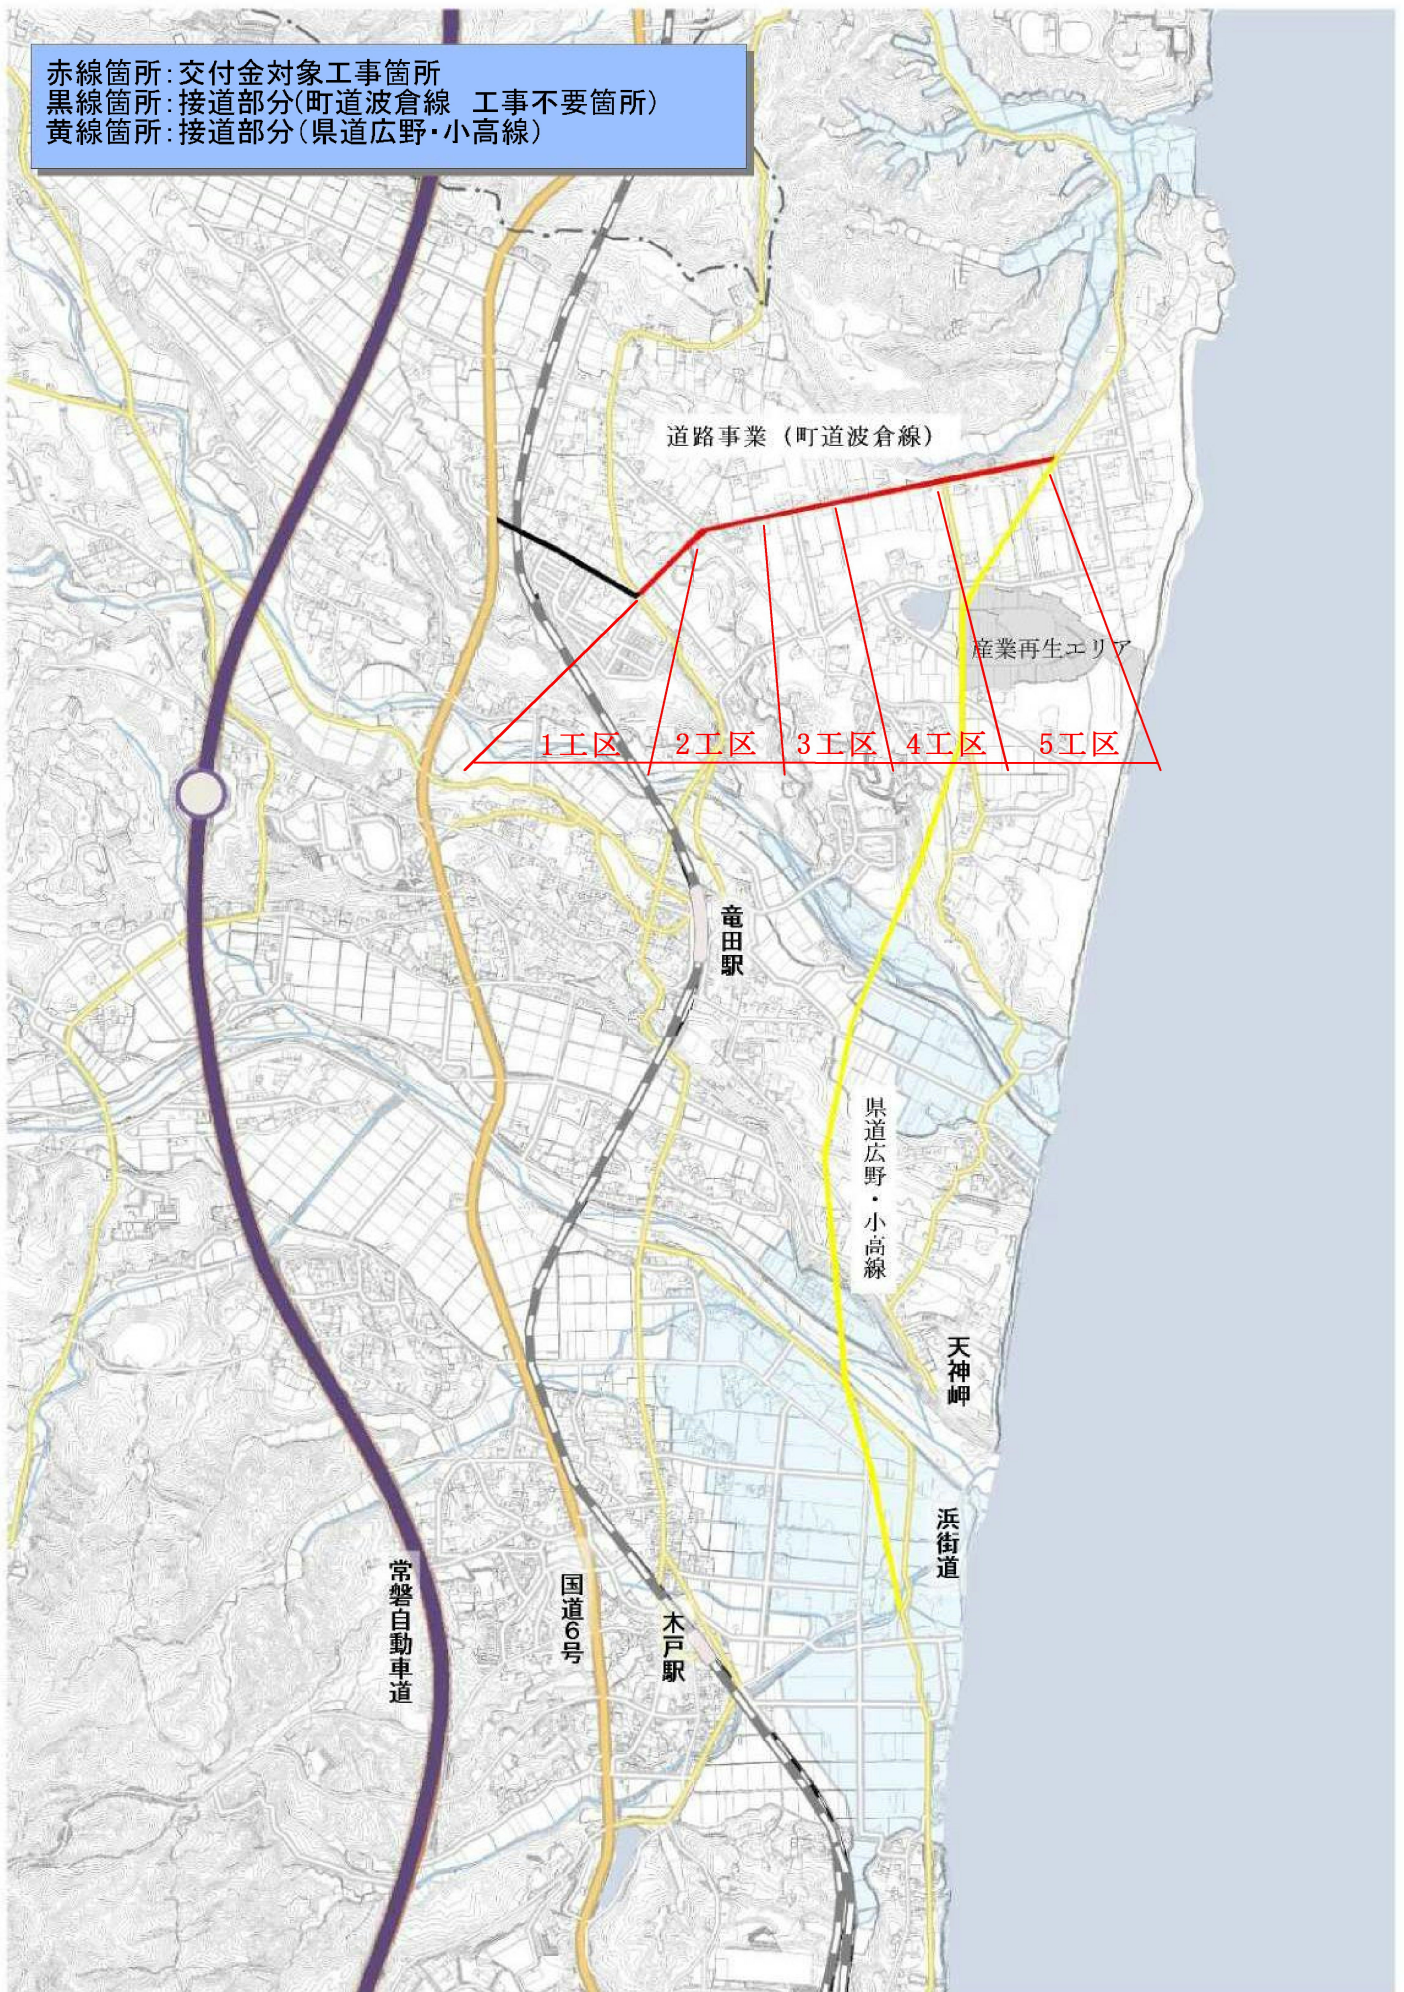 赤線箇所:交付金対象工事箇所
黒線箇所:接道部分(町道波倉線 工事不要箇所)
黄線箇所:接道部分(県道広野・小高線)
道路事業(町道波倉線)
産業再生エリア
1工区
2工区
3工区
4工区
5工区
竜田駅
県道広野・小高線
天神岬
浜街道
常磐自動車道
国道6号
木戸駅